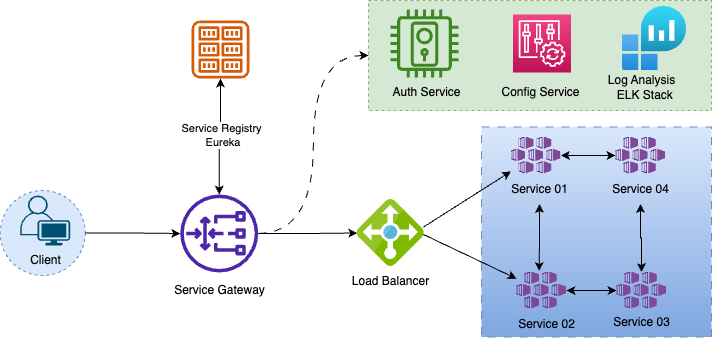 Auth Service
Config Service
Log Analysis
ELK Stack
Service Registry
Eureka
Service 01
Service 04
Client
Service Gateway
Load Balancer
Service 02
Service 03